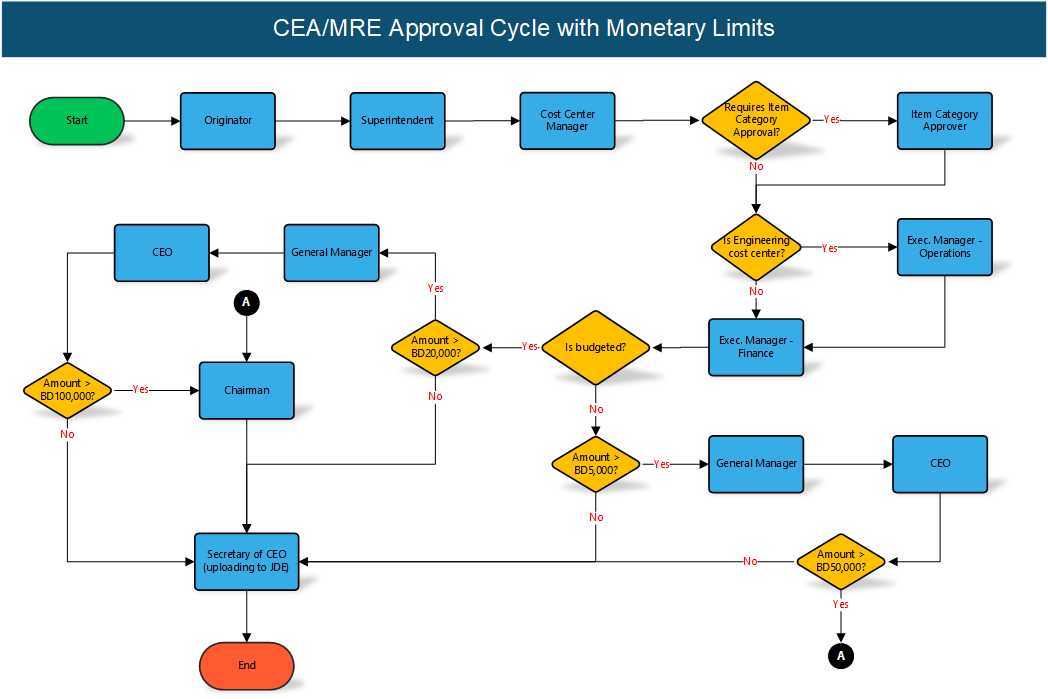 CEA/MRE Approval Cycle with Monetary Limits
Start
Originator
Superintendent
Cost Center
Manager
Requires Item
Category
Approval?
Yes
Item Category
Approver
No
Is Engineering
cost center?
Yes
Exec. Manager -
Operations
No
Exec. Manager -
Finance
Is budgeted?
Yes
Amount >
BD20,000?
Yes
General Manager
CEO
Amount >
BD100,000?
Yes
A
Chairman
No
No
No
Amount >
BD5,000?
Yes
General Manager
CEO
No
Amount >
BD50,000?
No
Yes
A
Secretary of CEO
(uploading to JDE)
End